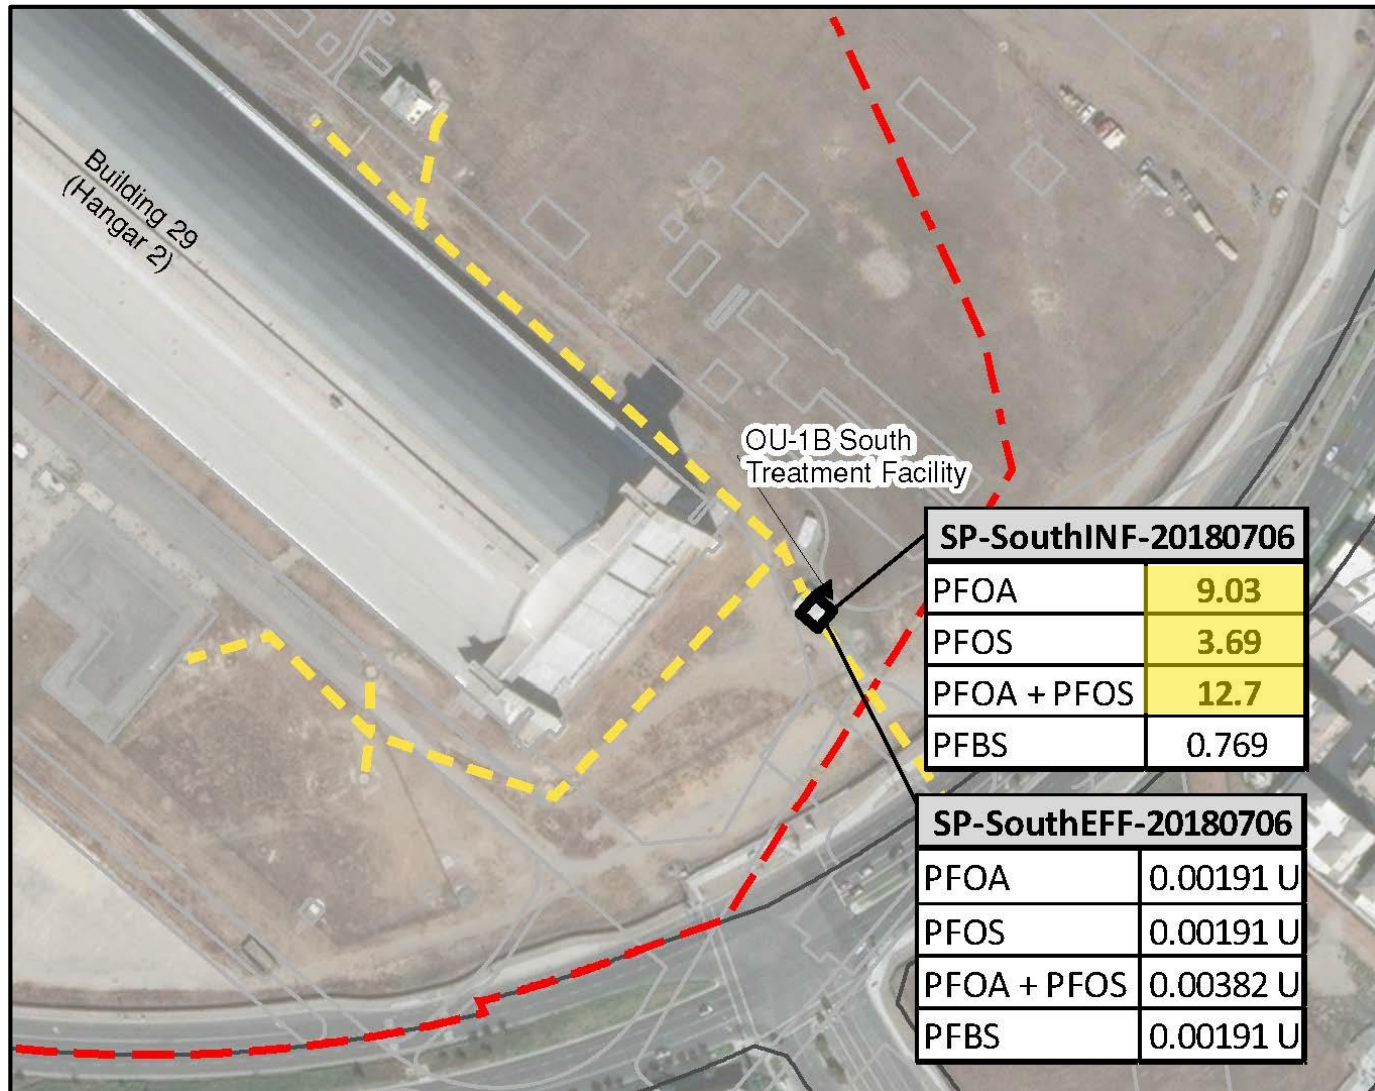 Building 29
(Hangar 2)
OU-1B South
Treatment Facility
SP-SouthINF-20180706
PFOA 9.03
PFOS 3.69
PFOA + PFOS 12.7
PFBS 0.769
SP-SouthEFF-20180706
PFOA 0.00191 U
PFOS 0.00191 U
PFOA + PFOS 0.00382 U
PFBS 0.00191 U